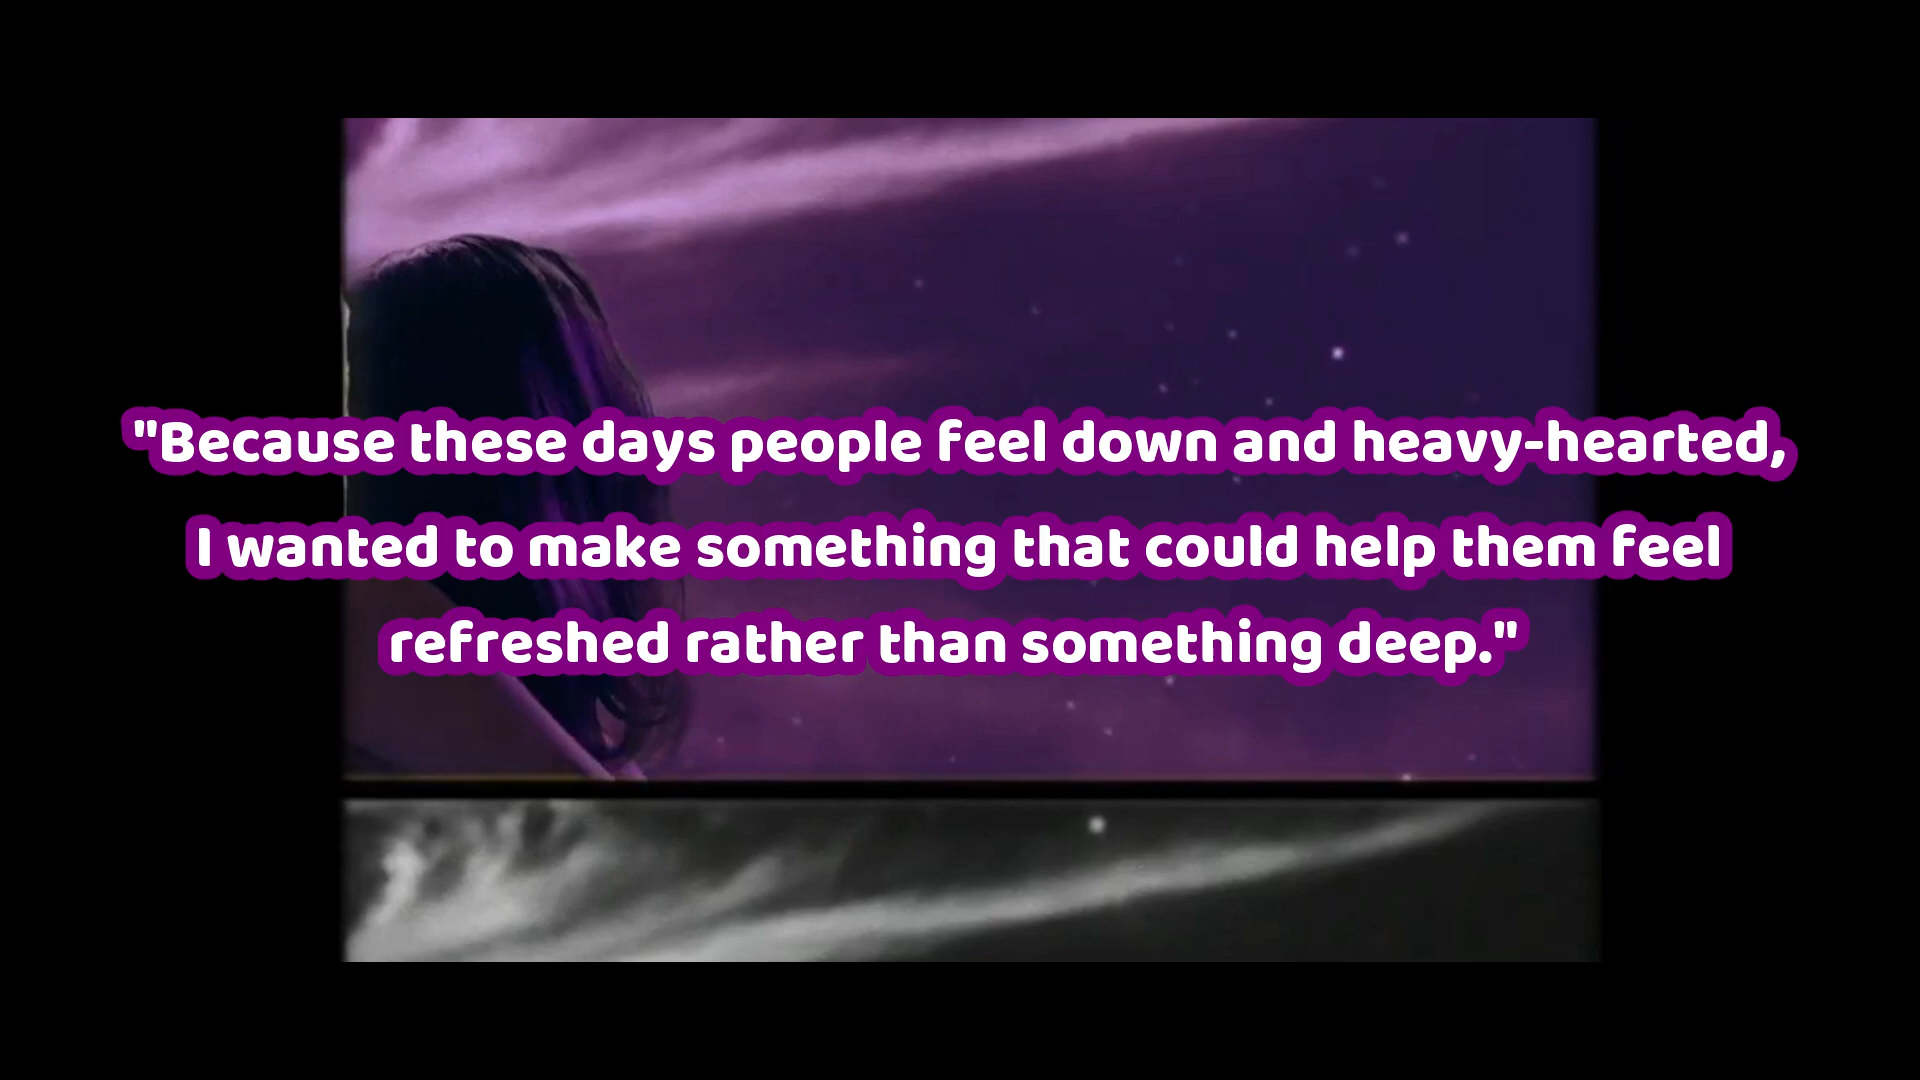 "Because these days people feel down and heavy-hearted,
I wanted to make something that could help them feel
refreshed rather than something deep."